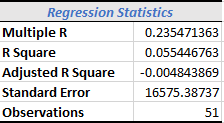 Regression Statistics
Multiple R 0.235471363
R Square 0.055446763
Adjusted R Square -0.004843869
Standard Error 16575.38737
Observations 51